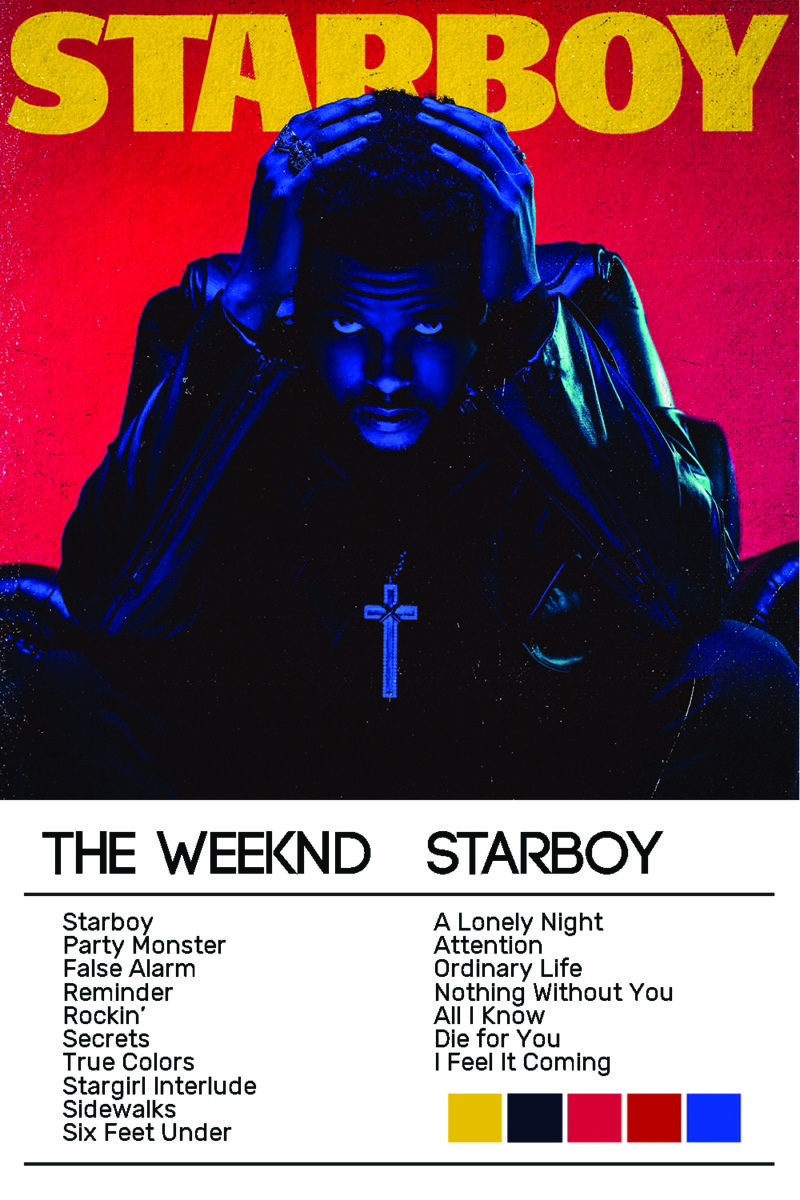 STARBOY
THE WEEKND STARBOY
Starboy
Party Monster
False Alarm
Reminder
Rockin'
Secrets
True Colors
Stargirl Interlude
Sidewalks
Six Feet Under
A Lonely Night
Attention
Ordinary Life
Nothing Without You
All I Know
Die for You
I Feel It Coming